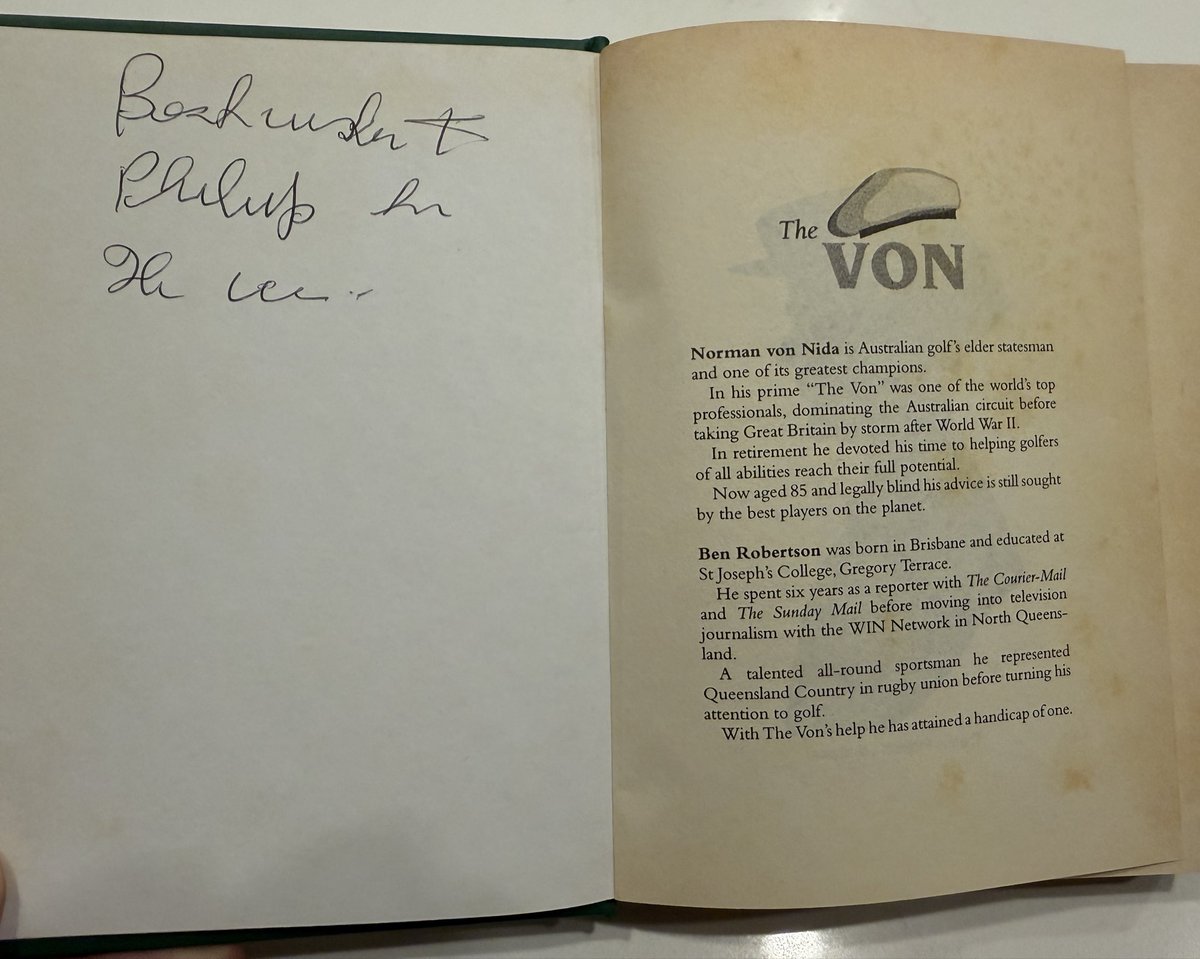 Best wishes to
Philip from
The Von
The VON
Norman von Nida is Australian golf's elder statesman
and one of its greatest champions.
In his prime "The Von" was one of the world's top
professionals, dominating the Australian circuit before
taking Great Britain by storm after World War II.
In retirement he devoted his time to helping golfers
of all abilities reach their full potential.
Now aged 85 and legally blind his advice is still sought
by the best players on the planet.
Ben Robertson was born in Brisbane and educated at
St Joseph's College, Gregory Terrace.
He spent six years as a reporter with The Courier-Mail
and The Sunday Mail before moving into television
journalism with the WIN Network in North Queens-
land.
A talented all-round sportsman he represented
Queensland Country in rugby union before turning his
attention to golf.
With The Von's help he has attained a handicap of one.